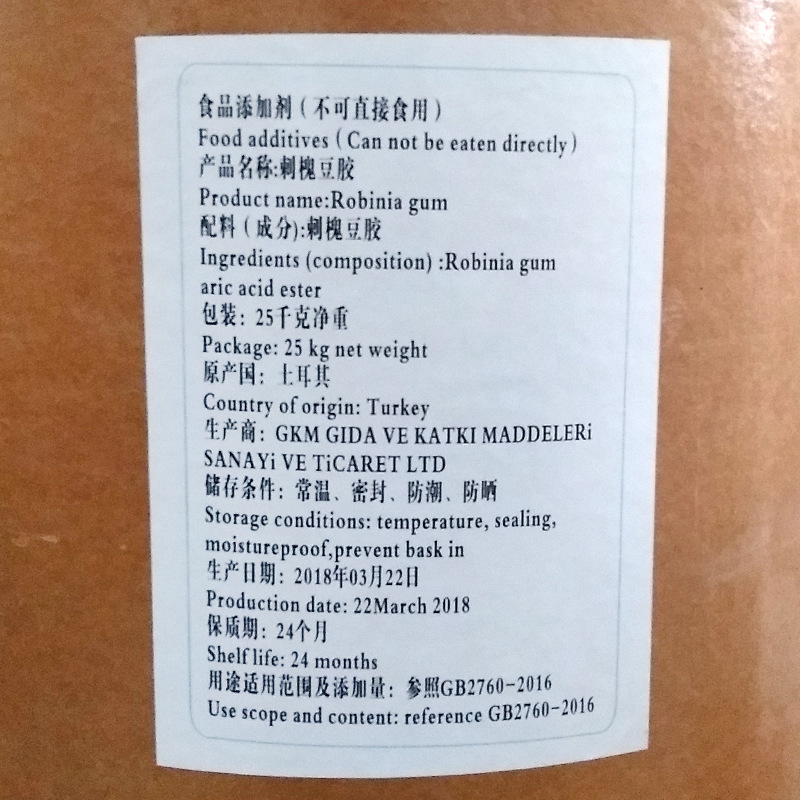 食品添加剂（不可直接食用）
Food additives (Can not be eaten directly)
产品名称:刺槐豆胶
Product name:Robinia gum
配料（成分):刺槐豆胶
Ingredients (composition) :Robinia gum
aric acid ester
包装: 25千克净重
Package: 25 kg net weight
原产国: 土耳其
Country of origin: Turkey
生产商: GKM GIDA VE KATKI MADDELERi
SANAYi VE TiCARET LTD
储存条件: 常温、密封、防潮、防晒
Storage conditions: temperature, sealing,
moistureproof,prevent bask in
生产日期: 2018年03月22日
Production date: 22March 2018
保质期: 24个月
Shelf life: 24 months
用途适用范围及添加量: 参照GB2760-2016
Use scope and content: reference GB2760-2016